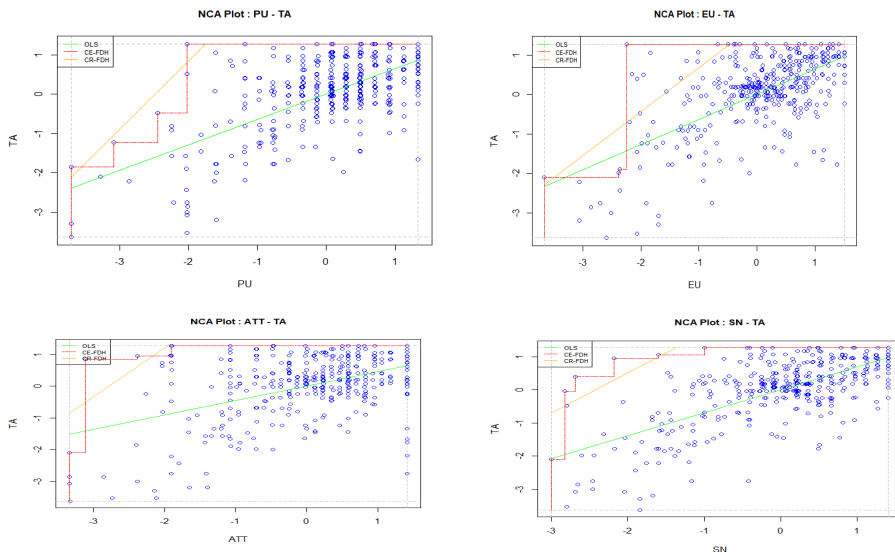 NCA Plot : PU - TA
OLS
CE-FDH
CR-FDH
TA
1
0
-1
-2
-3
-3
-2
-1
0
1
PU
NCA Plot : EU - TA
OLS
CE-FDH
CR-FDH
TA
1
0
-1
-2
-3
-3
-2
-1
0
1
EU
NCA Plot : ATT - TA
OLS
CE-FDH
CR-FDH
TA
1
0
-1
-2
-3
-3
-2
-1
0
1
ATT
NCA Plot : SN - TA
OLS
CE-FDH
CR-FDH
TA
1
0
-1
-2
-3
-3
-2
-1
0
1
SN